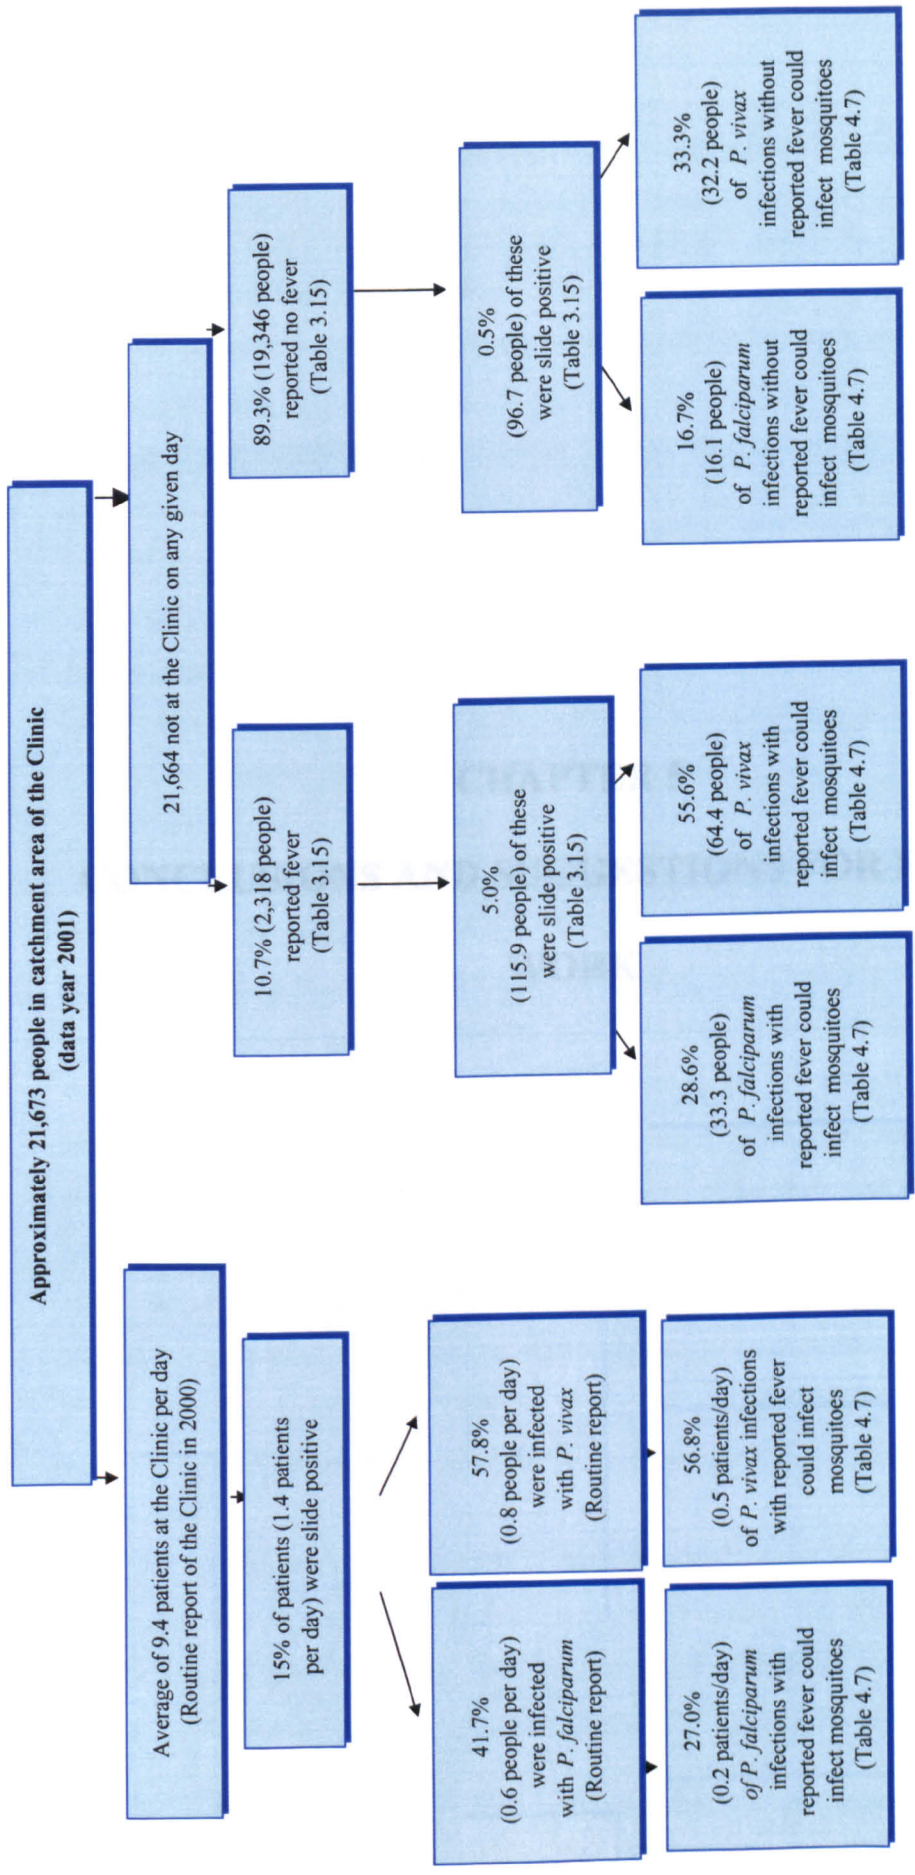 Approximately 21,673 people in catchment area of the Clinic
(data year 2001)
Average of 9.4 patients at the Clinic per day
(Routine report of the Clinic in 2000)
21,664 not at the Clinic on any given day
15% of patients (1.4 patients
per day) were slide positive
10.7% (2,318 people)
reported fever
(Table 3.15)
89.3% (19,346 people)
reported no fever
(Table 3.15)
41.7%
(0.6 people per day)
were infected
with P. falciparum
(Routine report)
57.8%
(0.8 people per day)
were infected
with P. vivax
(Routine report)
5.0%
(115.9 people) of these
were slide positive
(Table 3.15)
0.5%
(96.7 people) of these
were slide positive
(Table 3.15)
27.0%
(0.2 patients/day)
of P. falciparum
infections with
reported fever could
infect mosquitoes
(Table 4.7)
56.8%
(0.5 patients/day)
of P. vivax infections
with reported fever
could infect
mosquitoes
(Table 4.7)
28.6%
(33.3 people)
of P. falciparum
infections with
reported fever could
infect mosquitoes
(Table 4.7)
55.6%
(64.4 people)
of P. vivax
infections with
reported fever could
infect mosquitoes
(Table 4.7)
16.7%
(16.1 people)
of P. falciparum
infections without
reported fever could
infect mosquitoes
(Table 4.7)
33.3%
(32.2 people)
of P. vivax
infections without
reported fever could
infect mosquitoes
(Table 4.7)